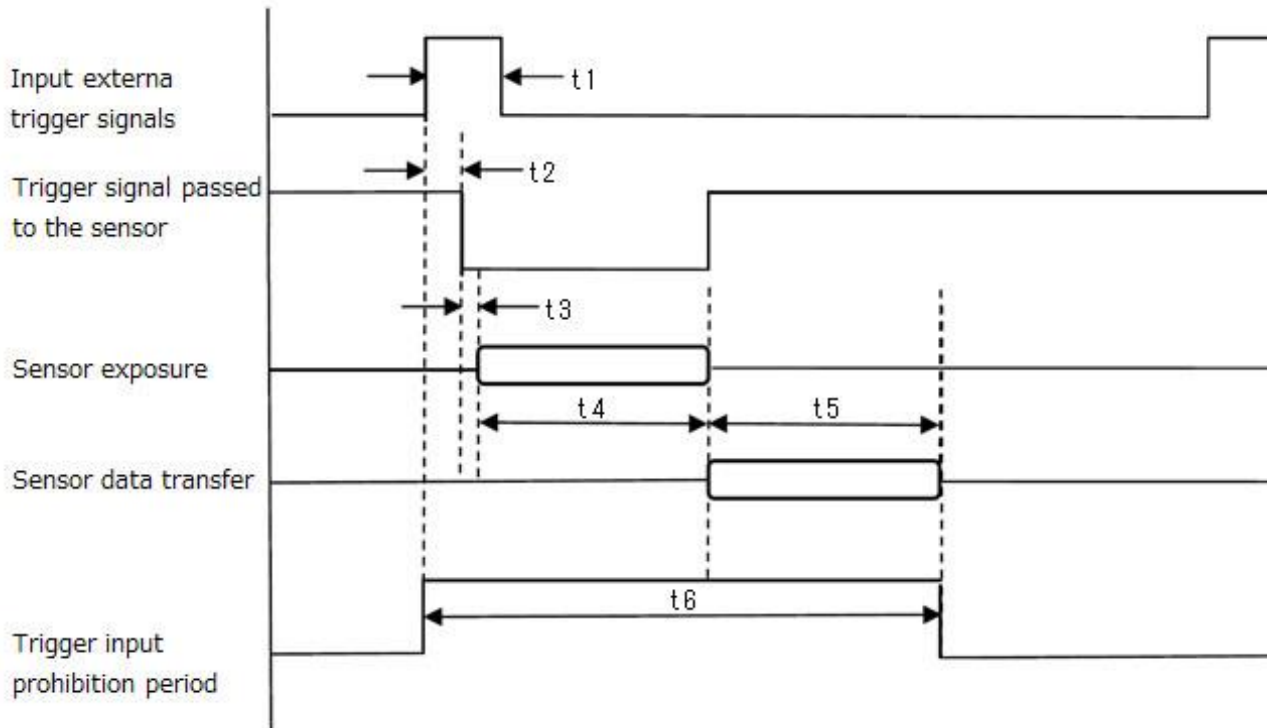 Input externa
trigger signals
t1
t2
Trigger signal passed
to the sensor
t3
Sensor exposure
t4
t5
Sensor data transfer
t6
Trigger input
prohibition period